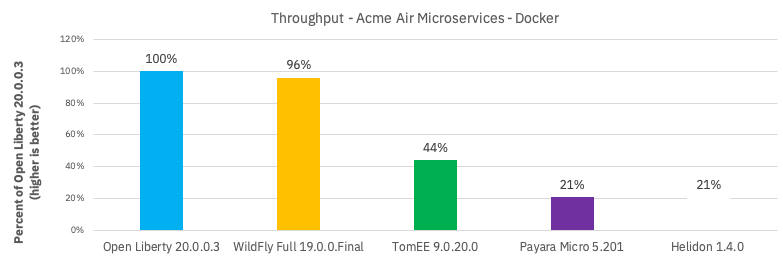 Throughput - Acme Air Microservices - Docker
Percent of Open Liberty 20.0.0.3
(higher is better)
120%
100%
80%
60%
40%
20%
0%
100%
96%
44%
21%
21%
Open Liberty 20.0.0.3
WildFly Full 19.0.0.Final
TomEE 9.0.20.0
Payara Micro 5.201
Helidon 1.4.0